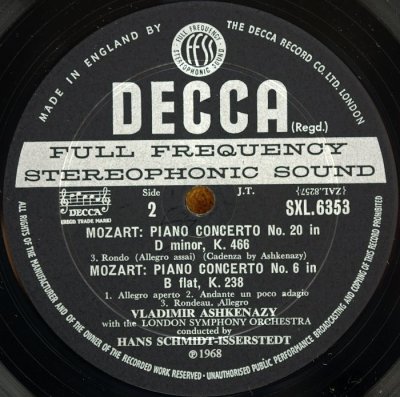 MADE IN ENGLAND BY THE DECCA RECORD CO. LTD. LONDON
FULL FREQUENCY
ffss
STEREOPHONIC SOUND
DECCA (Regd.)
FULL FREQUENCY
STEREOPHONIC SOUND
DECCA
(REGD TRADE MARK)
Side
2
J.T.
ZAL.8257
SXL.6353
MOZART: PIANO CONCERTO No. 20 in
D minor, K. 466
3. Rondo (Allegro assai) (Cadenza by Ashkenazy)
MOZART: PIANO CONCERTO No. 6 in
B flat, K. 238
1. Allegro aperto 2. Andante un poco adagio
3. Rondeau, Allegro
VLADIMIR ASHKENAZY
with the LONDON SYMPHONY ORCHESTRA
conducted by
HANS SCHMIDT-ISSERSTEDT
℗1968
ALL RIGHTS OF THE MANUFACTURER AND OF THE OWNER OF THE RECORDED WORK RESERVED · UNAUTHORISED PUBLIC PERFORMANCE BROADCASTING AND COPYING OF THIS RECORD PROHIBITED